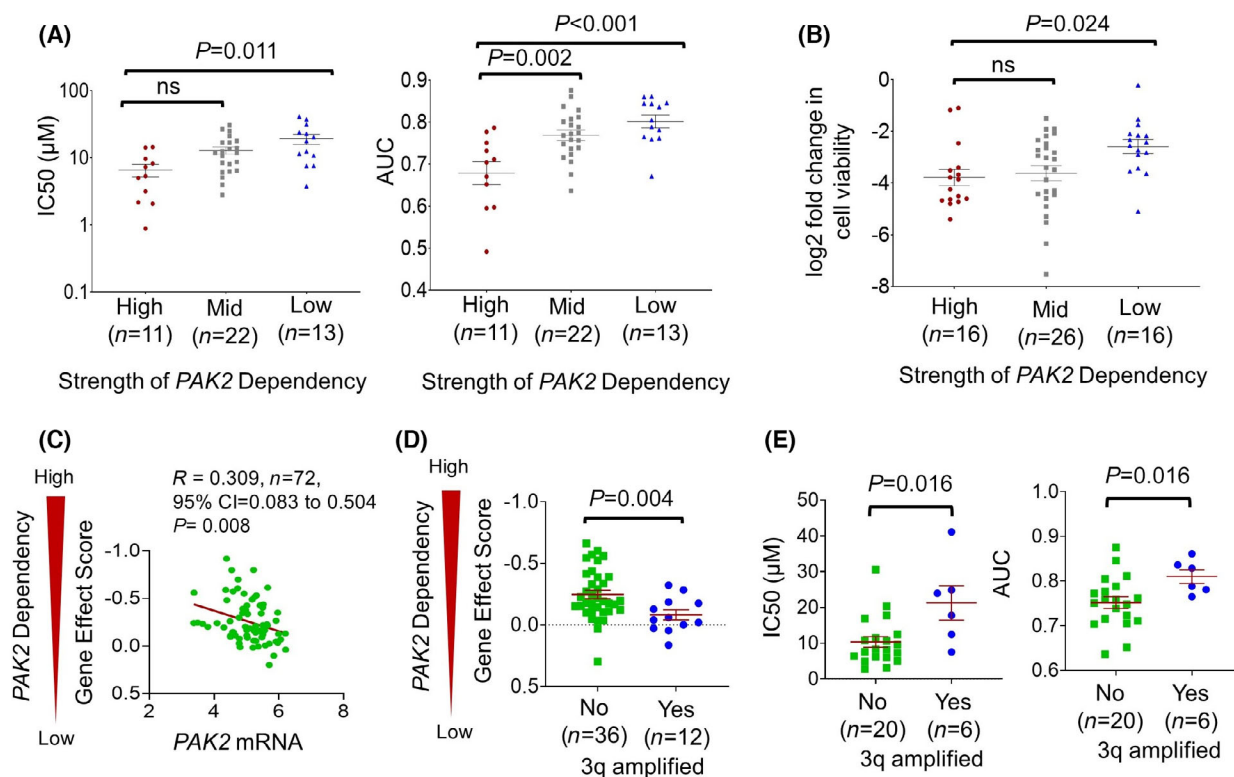 (A)
P=0.011
ns
IC50 (µM)
100
10
1
0.1
High
(n=11)
Mid
(n=22)
Low
(n=13)
Strength of PAK2 Dependency
P<0.001
P=0.002
AUC
0.9
0.8
0.7
0.6
0.5
0.4
High
(n=11)
Mid
(n=22)
Low
(n=13)
Strength of PAK2 Dependency
(B)
P=0.024
ns
log2 fold change in
cell viability
0
-2
-4
-6
-8
High
(n=16)
Mid
(n=26)
Low
(n=16)
Strength of PAK2 Dependency
(C)
High
PAK2 Dependency
Low
R = 0.309, n=72,
95% CI=0.083 to 0.504
P= 0.008
Gene Effect Score
-1.0
-0.5
0.0
0.5
2
4
6
8
PAK2 mRNA
(D)
High
PAK2 Dependency
Low
P=0.004
Gene Effect Score
-1.0
-0.5
0.0
0.5
No
(n=36)
Yes
(n=12)
3q amplified
(E)
P=0.016
IC50 (µM)
50
40
30
20
10
0
No
(n=20)
Yes
(n=6)
3q amplified
P=0.016
AUC
1.0
0.9
0.8
0.7
0.6
No
(n=20)
Yes
(n=6)
3q amplified